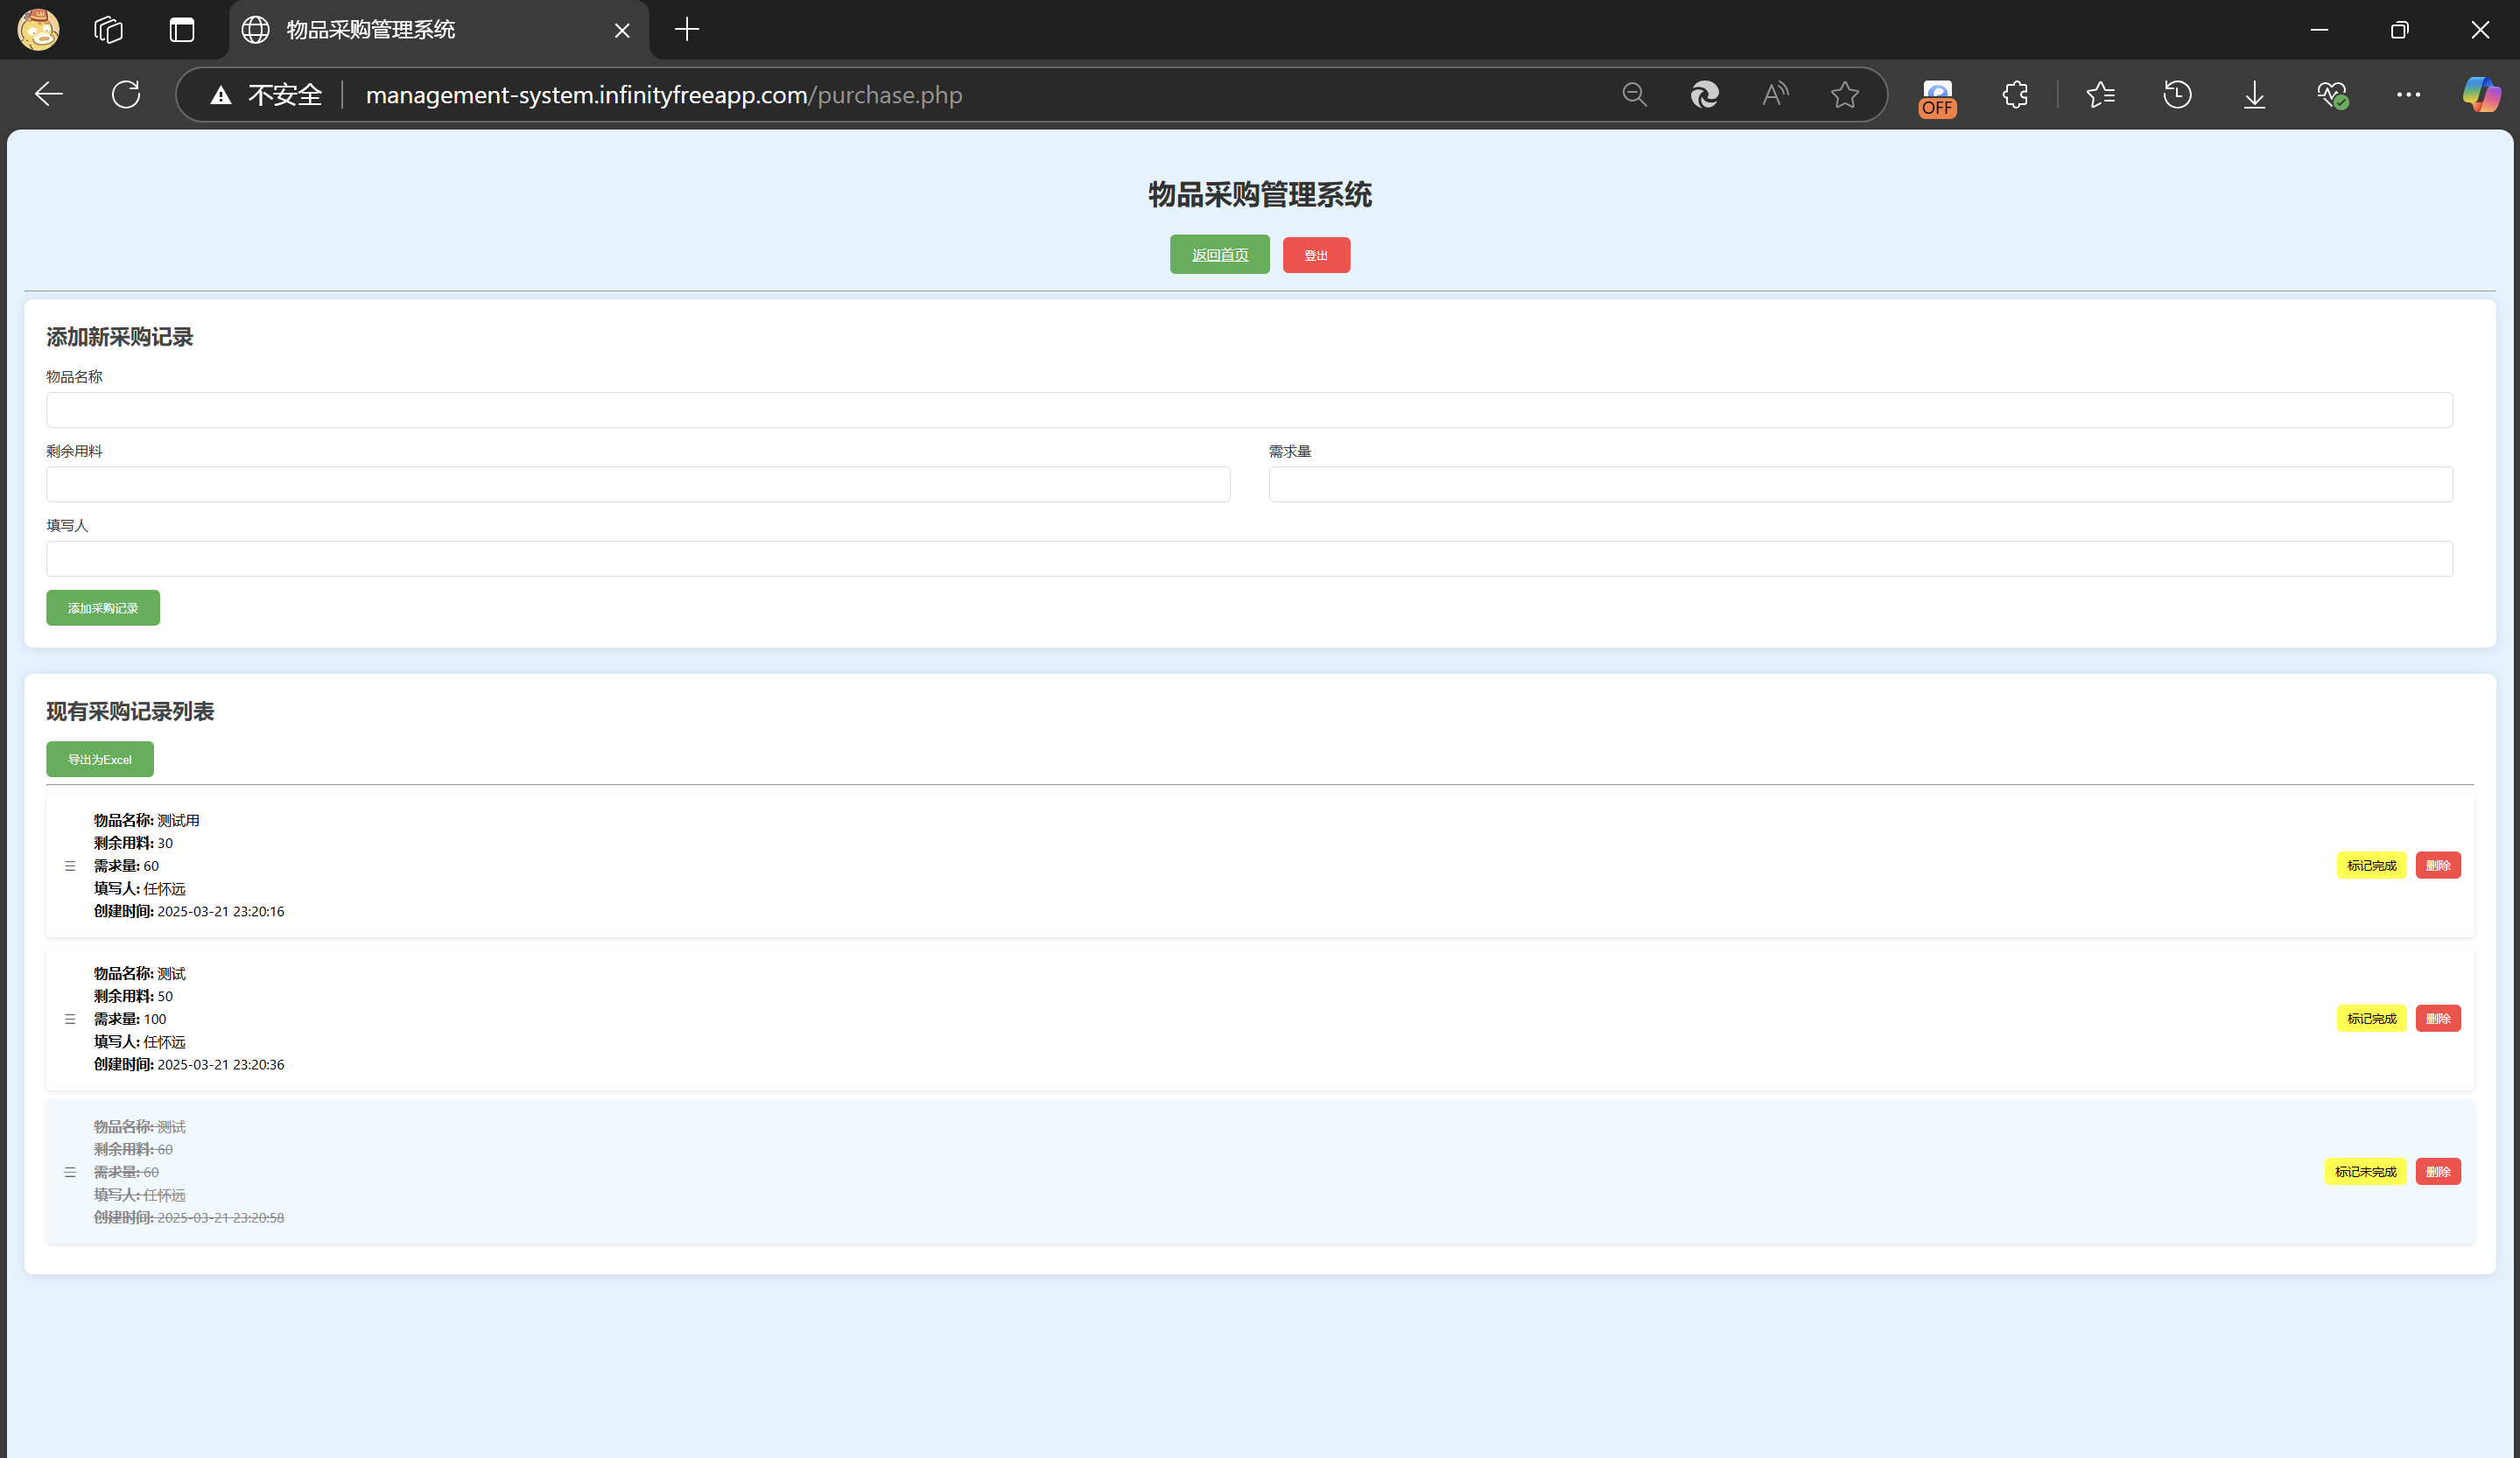 物品采购管理系统
不安全
management-system.infinityfreeapp.com/purchase.php
OFF
物品采购管理系统
返回首页 登出
添加新采购记录
物品名称
剩余用料 需求量
填写人
添加采购记录
现有采购记录列表
导出为Excel
物品名称: 测试用
剩余用料: 30
需求量: 60
填写人: 任怀远
创建时间: 2025-03-21 23:20:16
标记完成 删除
物品名称: 测试
剩余用料: 50
需求量: 100
填写人: 任怀远
创建时间: 2025-03-21 23:20:36
标记完成 删除
物品名称: 测试
剩余用料: 60
需求量: 60
填写人: 任怀远
创建时间: 2025-03-21 23:20:58
标记未完成 删除